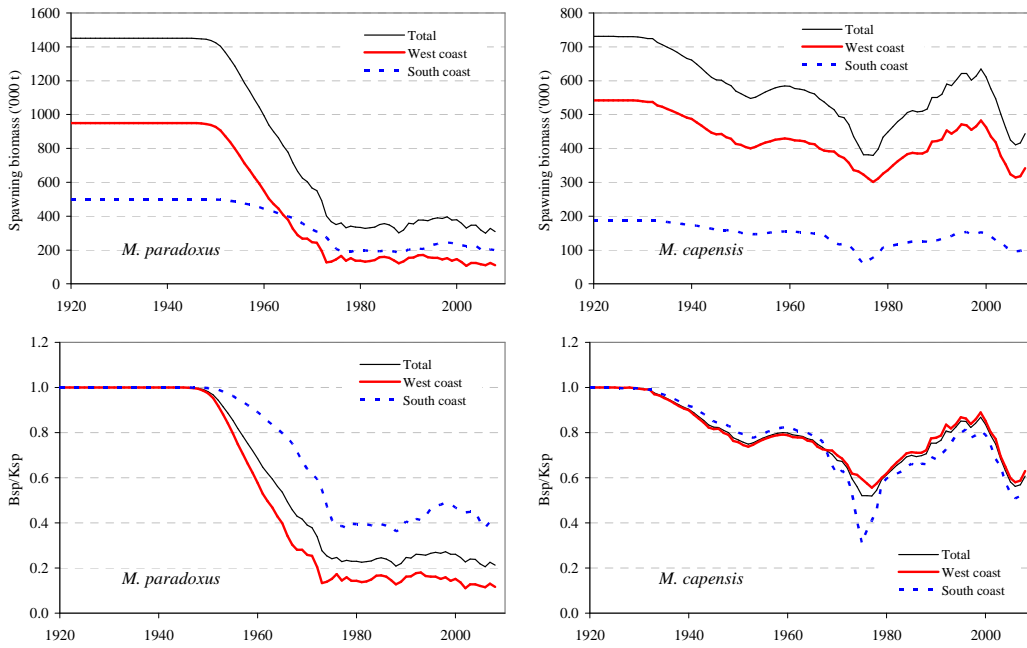 1600
1400
1200
1000
800
600
400
200
0
Spawning biomass ('000 t)
Total
West coast
South coast
M. paradoxus
1920 1940 1960 1980 2000
800
700
600
500
400
300
200
100
0
Spawning biomass ('000 t)
Total
West coast
South coast
M. capensis
1920 1940 1960 1980 2000
1.2
1.0
0.8
0.6
0.4
0.2
0.0
Bsp/Ksp
Total
West coast
South coast
M. paradoxus
1920 1940 1960 1980 2000
1.2
1.0
0.8
0.6
0.4
0.2
0.0
Bsp/Ksp
Total
West coast
South coast
M. capensis
1920 1940 1960 1980 2000